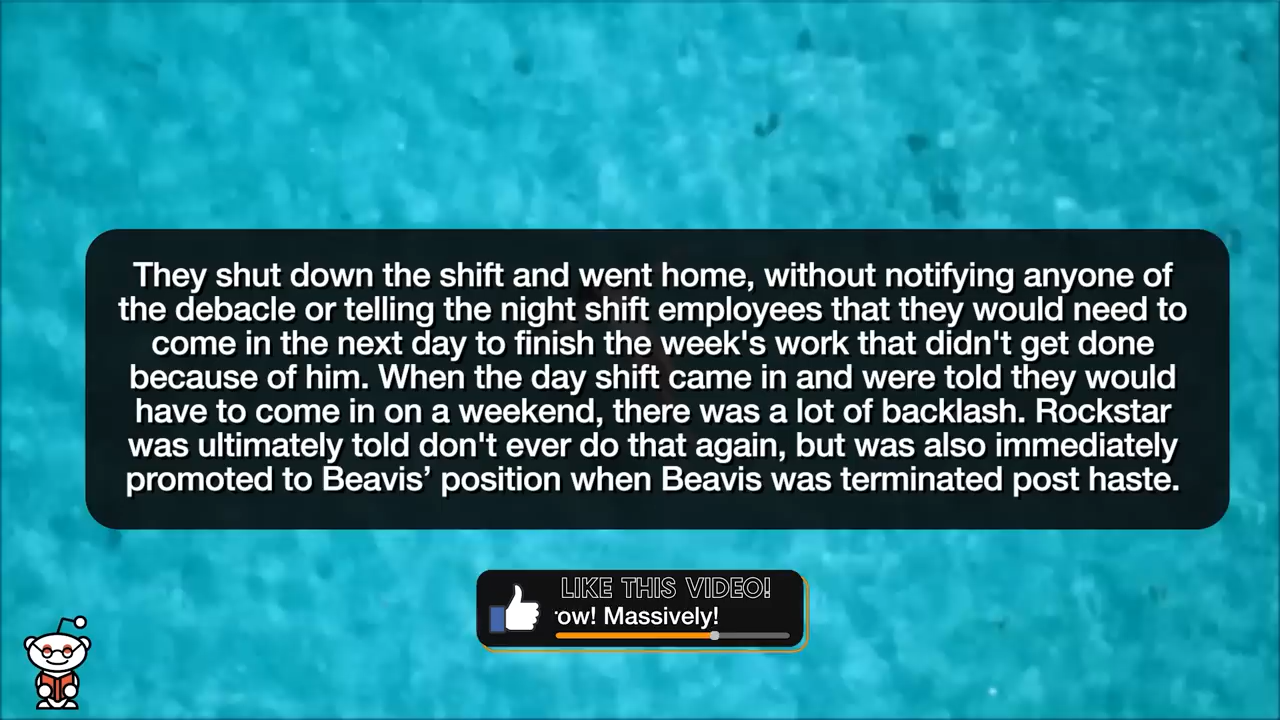 They shut down the shift and went home, without notifying anyone of
the debacle or telling the night shift employees that they would need to
come in the next day to finish the week's work that didn't get done
because of him. When the day shift came in and were told they would
have to come in on a weekend, there was a lot of backlash. Rockstar
was ultimately told don't ever do that again, but was also immediately
promoted to Beavis’ position when Beavis was terminated post haste.
LIKE THIS VIDEO!
ow! Massively!